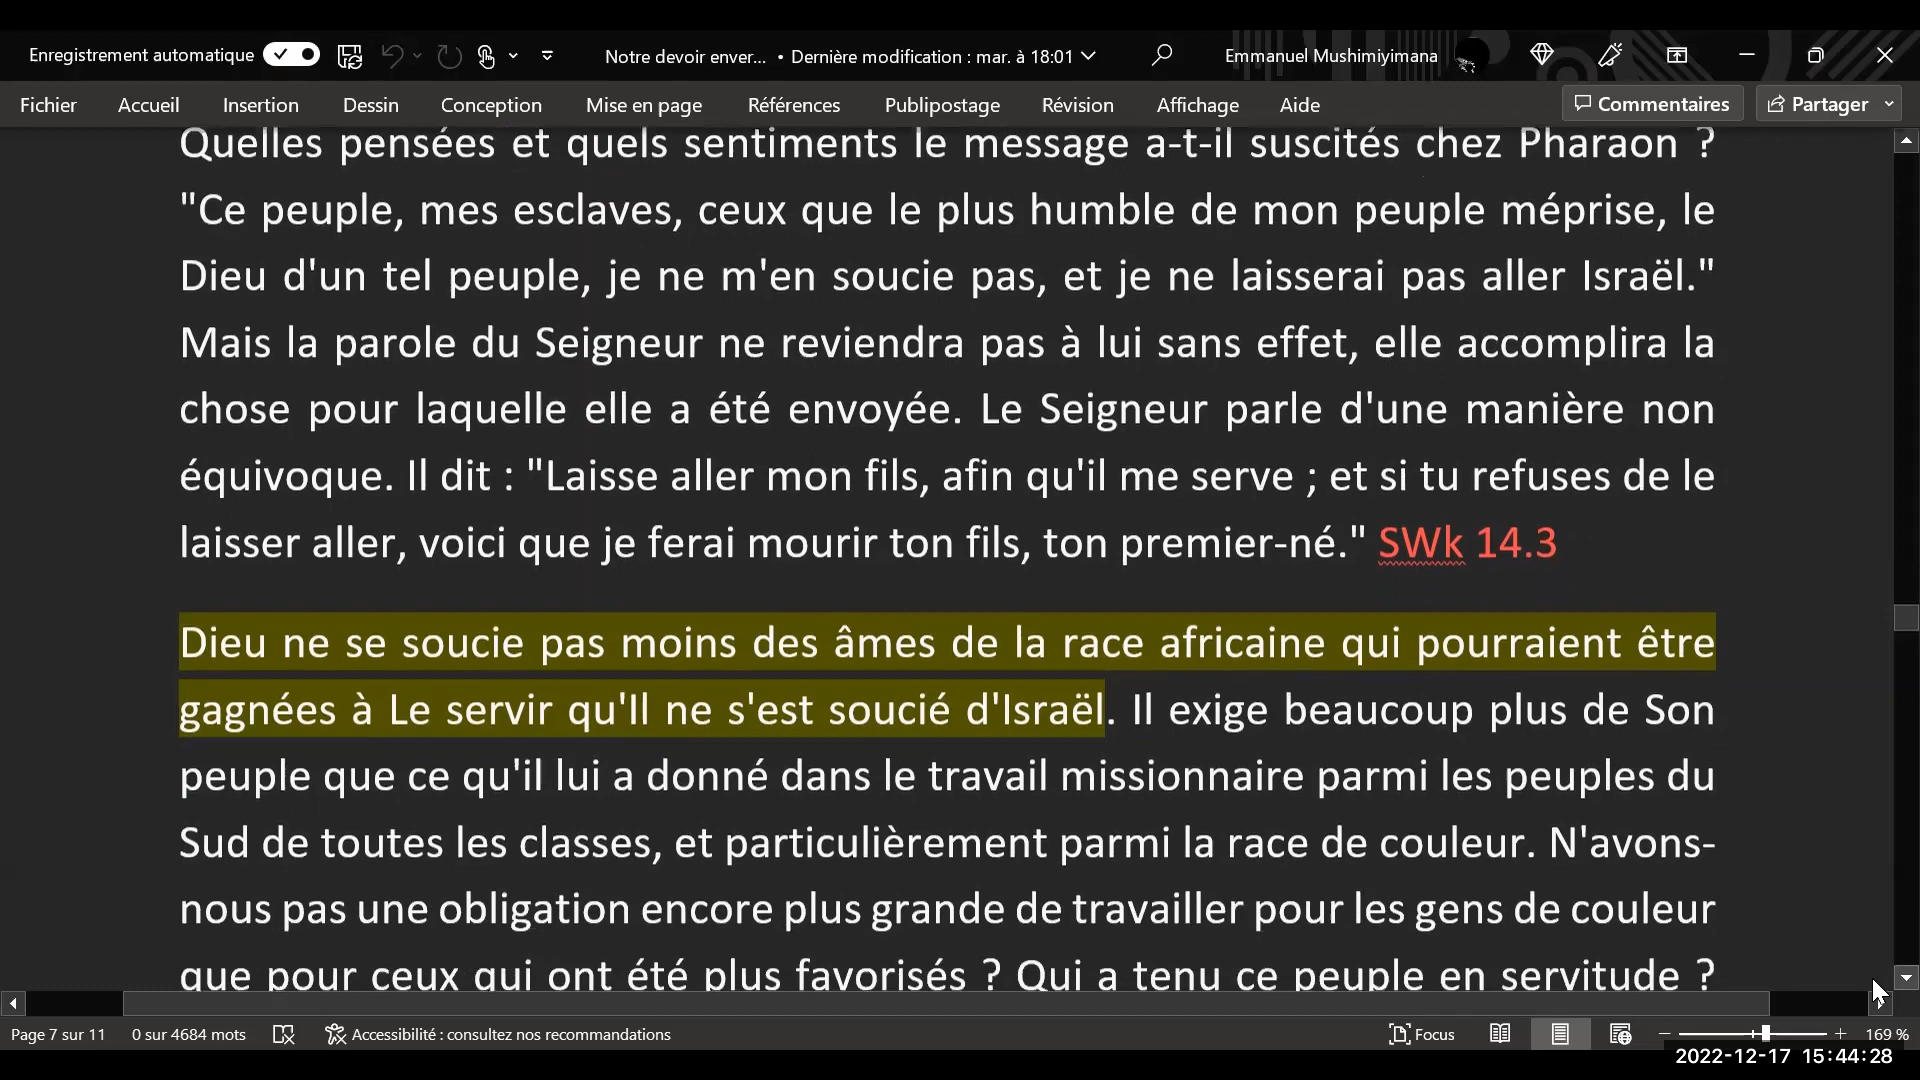 Enregistrement automatique
Notre devoir enver... • Dernière modification : mar. à 18:01
Emmanuel Mushimiyimana
Fichier Accueil Insertion Dessin Conception Mise en page Références Publipostage Révision Affichage Aide Commentaires Partager
Quelles pensées et quels sentiments le message a-t-il suscités chez Pharaon ?
"Ce peuple, mes esclaves, ceux que le plus humble de mon peuple méprise, le
Dieu d'un tel peuple, je ne m'en soucie pas, et je ne laisserai pas aller Israël."
Mais la parole du Seigneur ne reviendra pas à lui sans effet, elle accomplira la
chose pour laquelle elle a été envoyée. Le Seigneur parle d'une manière non
équivoque. Il dit : "Laisse aller mon fils, afin qu'il me serve ; et si tu refuses de le
laisser aller, voici que je ferai mourir ton fils, ton premier-né." SWk 14.3
Dieu ne se soucie pas moins des âmes de la race africaine qui pourraient être
gagnées à Le servir qu'Il ne s'est soucié d'Israël. Il exige beaucoup plus de Son
peuple que ce qu'il lui a donné dans le travail missionnaire parmi les peuples du
Sud de toutes les classes, et particulièrement parmi la race de couleur. N'avons-
nous pas une obligation encore plus grande de travailler pour les gens de couleur
que pour ceux qui ont été plus favorisés ? Qui a tenu ce peuple en servitude ?
Page 7 sur 11 0 sur 4684 mots Accessibilité : consultez nos recommandations Focus 169 %
2022-12-17 15:44:28